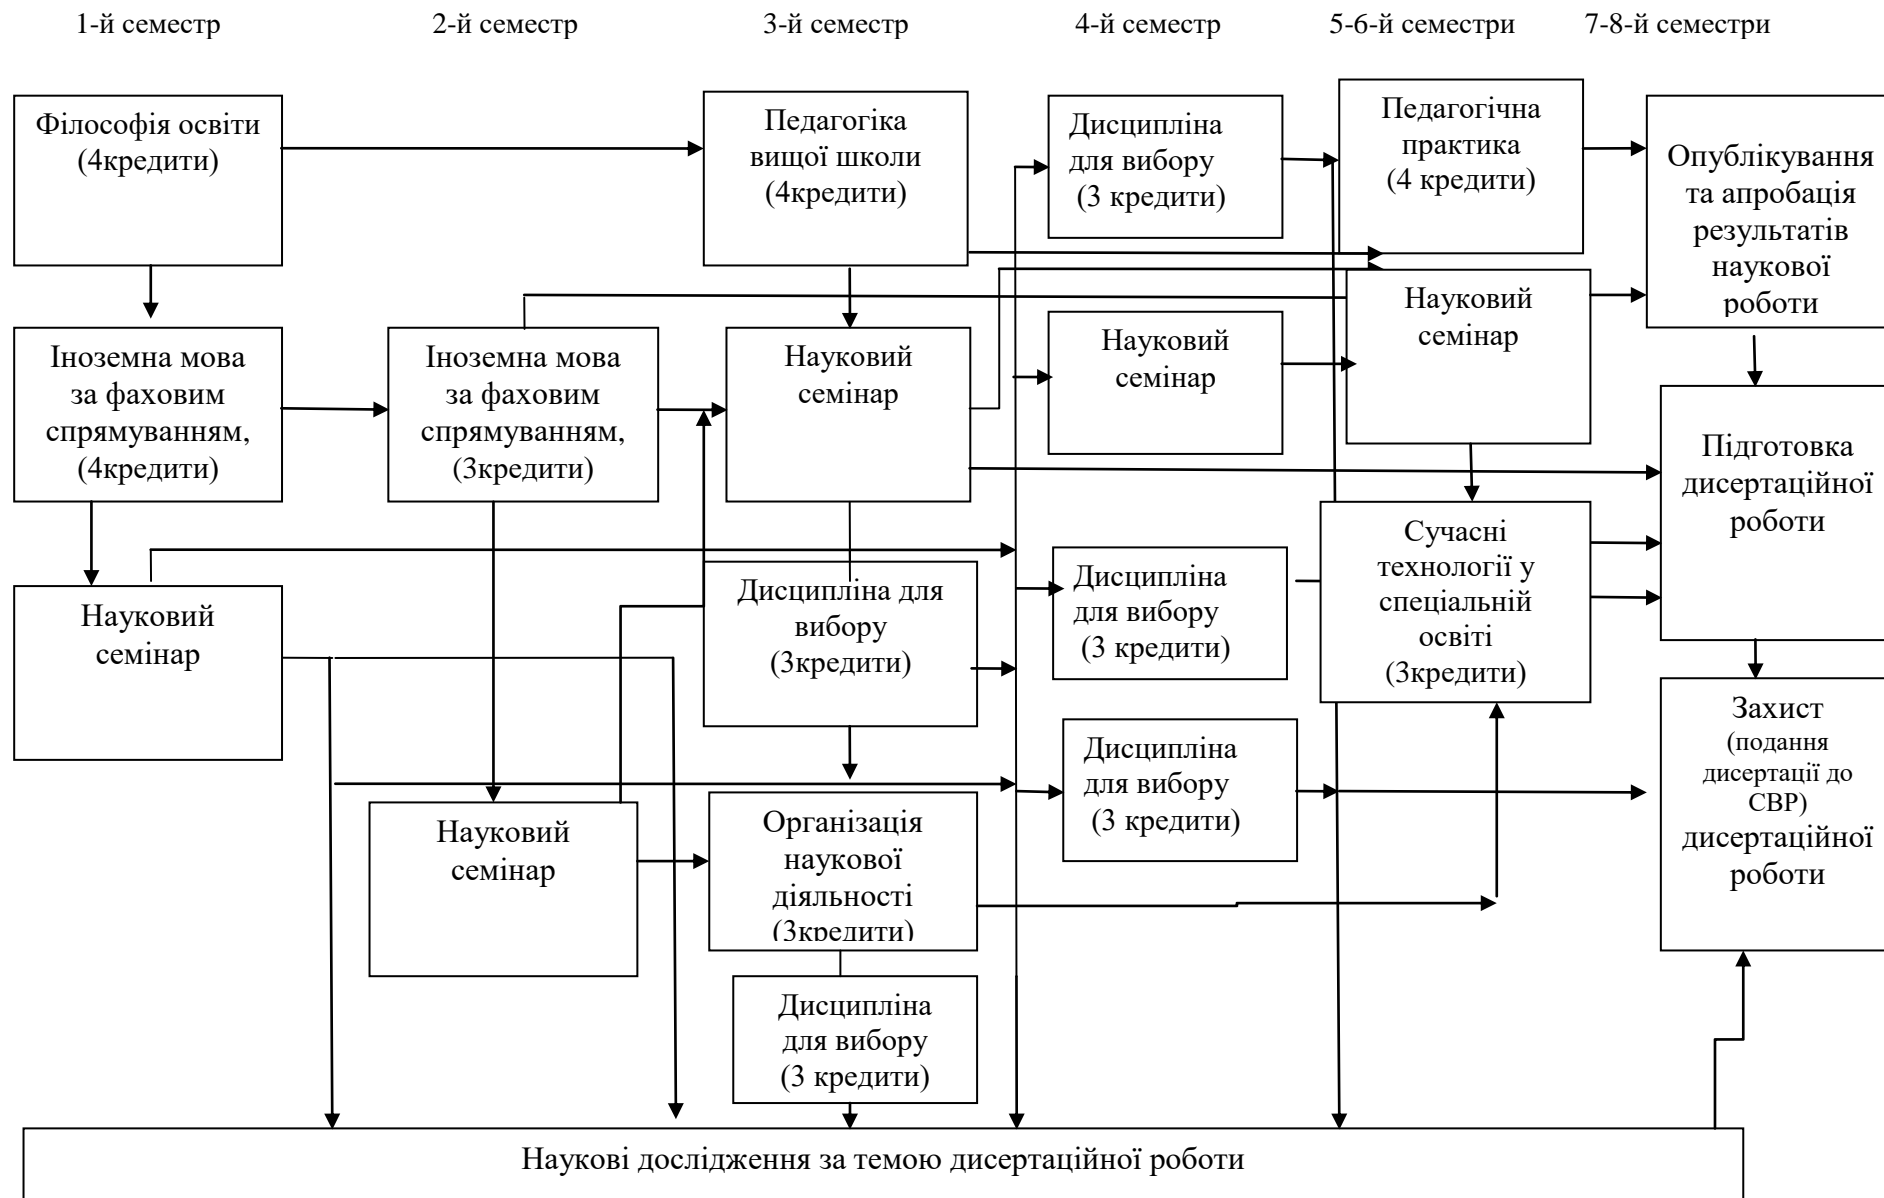 1-й семестр
2-й семестр
3-й семестр
4-й семестр
5-6-й семестри
7-8-й семестри
Філософія освіти
(4кредити)
Іноземна мова
за фаховим
спрямуванням,
(4кредити)
Науковий
семінар
Іноземна мова
за фаховим
спрямуванням,
(3кредити)
Науковий
семінар
Педагогіка
вищої школи
(4кредити)
Науковий
семінар
Дисципліна для
вибору
(3кредити)
Організація
наукової
діяльності
(3кредити)
Дисципліна
для вибору
(3 кредити)
Дисципліна
для вибору
(3 кредити)
Науковий
семінар
Дисципліна
для вибору
(3 кредити)
Дисципліна
для вибору
(3 кредити)
Педагогічна
практика
(4 кредити)
Науковий
семінар
Сучасні
технології у
спеціальній
освіті
(3кредити)
Опублікування
та апробація
результатів
наукової
роботи
Підготовка
дисертаційної
роботи
Захист
(подання
дисертації до
СВР)
дисертаційної
роботи
Наукові дослідження за темою дисертаційної роботи